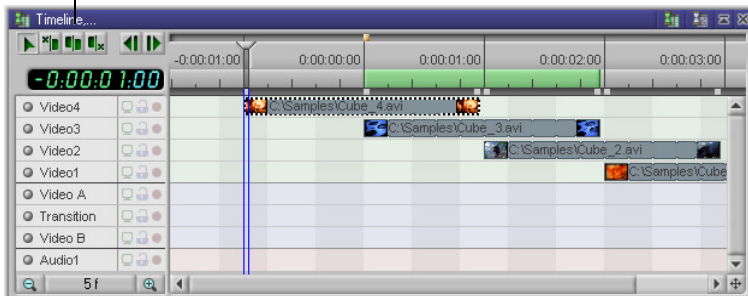 Timeline,...
-0:00:01:00 0:00:00:00 0:00:01:00 0:00:02:00 0:00:03:00
-0:00:01:00
Video4
C:\Samples\Cube_4.avi
Video3
C:\Samples\Cube_3.avi
Video2
C:\Samples\Cube_2.avi
Video1
C:\Samples\Cube
Video A
Transition
Video B
Audio1
5 f